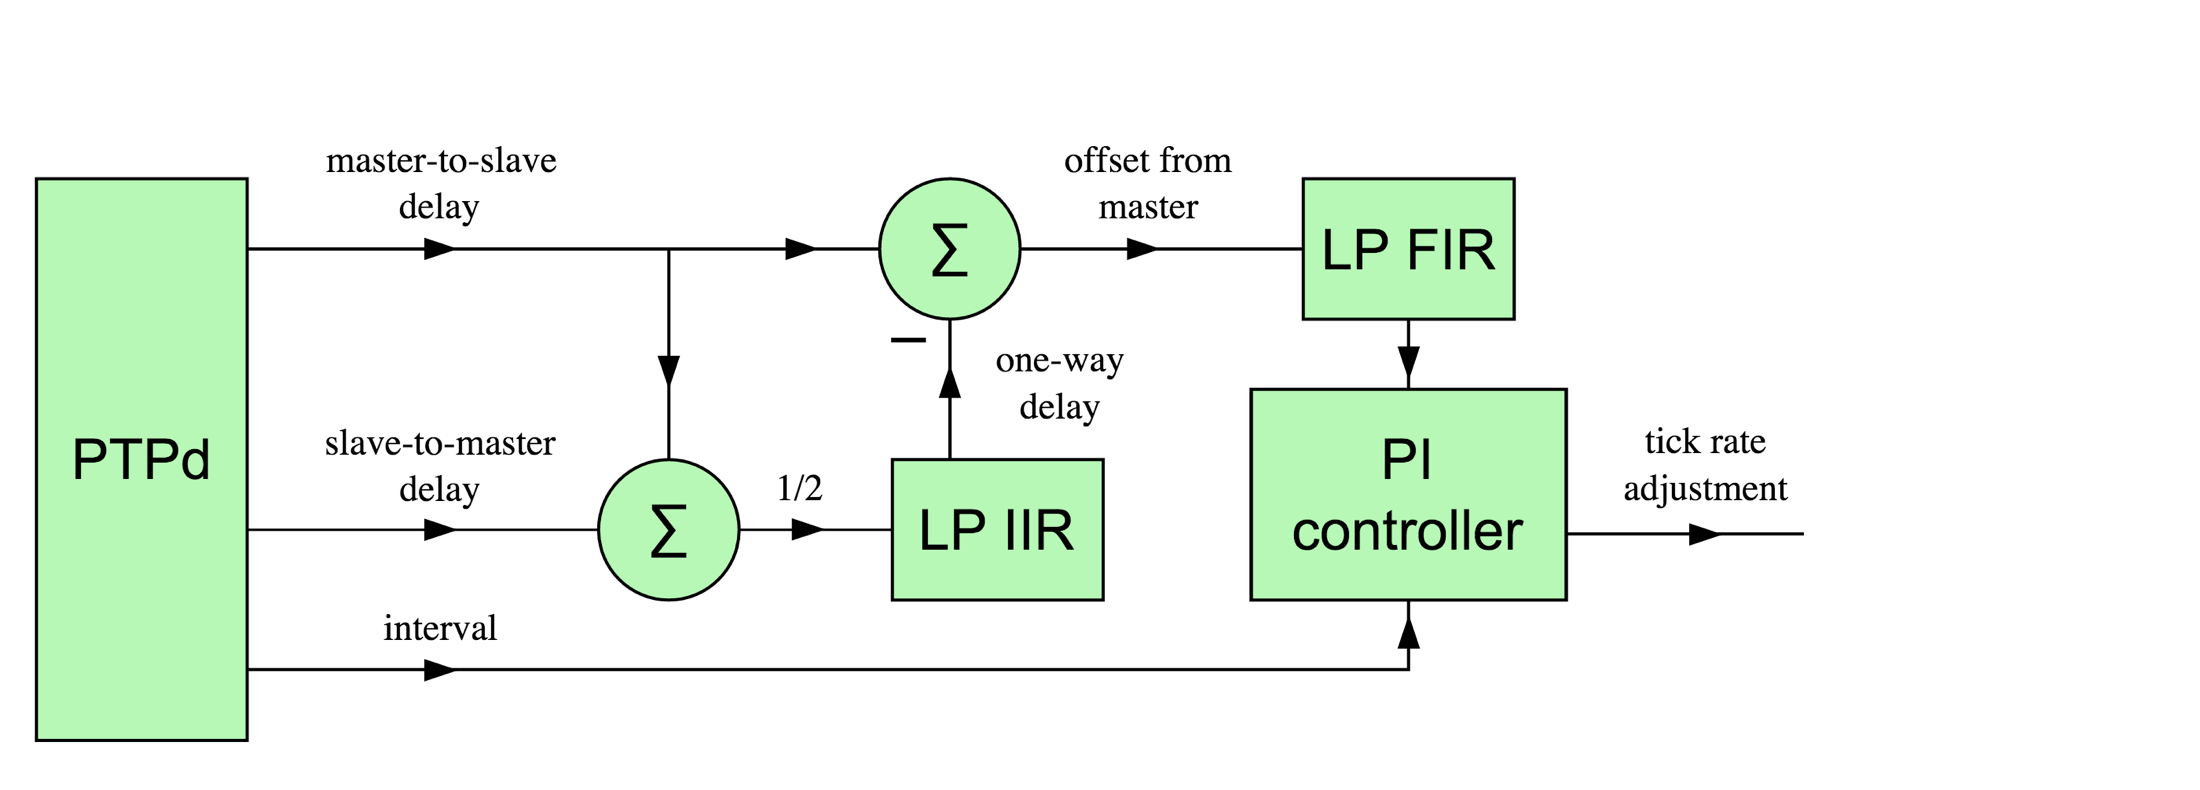 master-to-slave
delay
offset from
master
Σ
LP FIR
–
one-way
delay
PTPd
slave-to-master
delay
Σ
1/2
LP IIR
PI
controller
tick rate
adjustment
interval